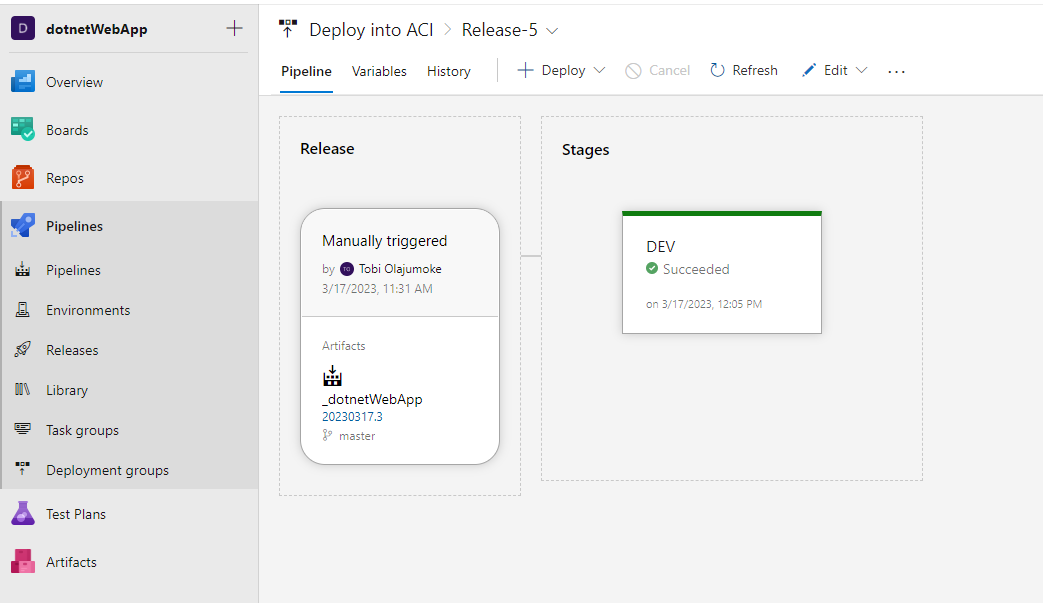 D dotnetWebApp
Overview
Boards
Repos
Pipelines
Pipelines
Environments
Releases
Library
Task groups
Deployment groups
Test Plans
Artifacts
Deploy into ACI > Release-5
Pipeline Variables History Deploy Cancel Refresh Edit ...
Release
Manually triggered
by TO Tobi Olajumoke
3/17/2023, 11:31 AM
Artifacts
_dotnetWebApp
20230317.3
master
Stages
DEV
Succeeded
on 3/17/2023, 12:05 PM